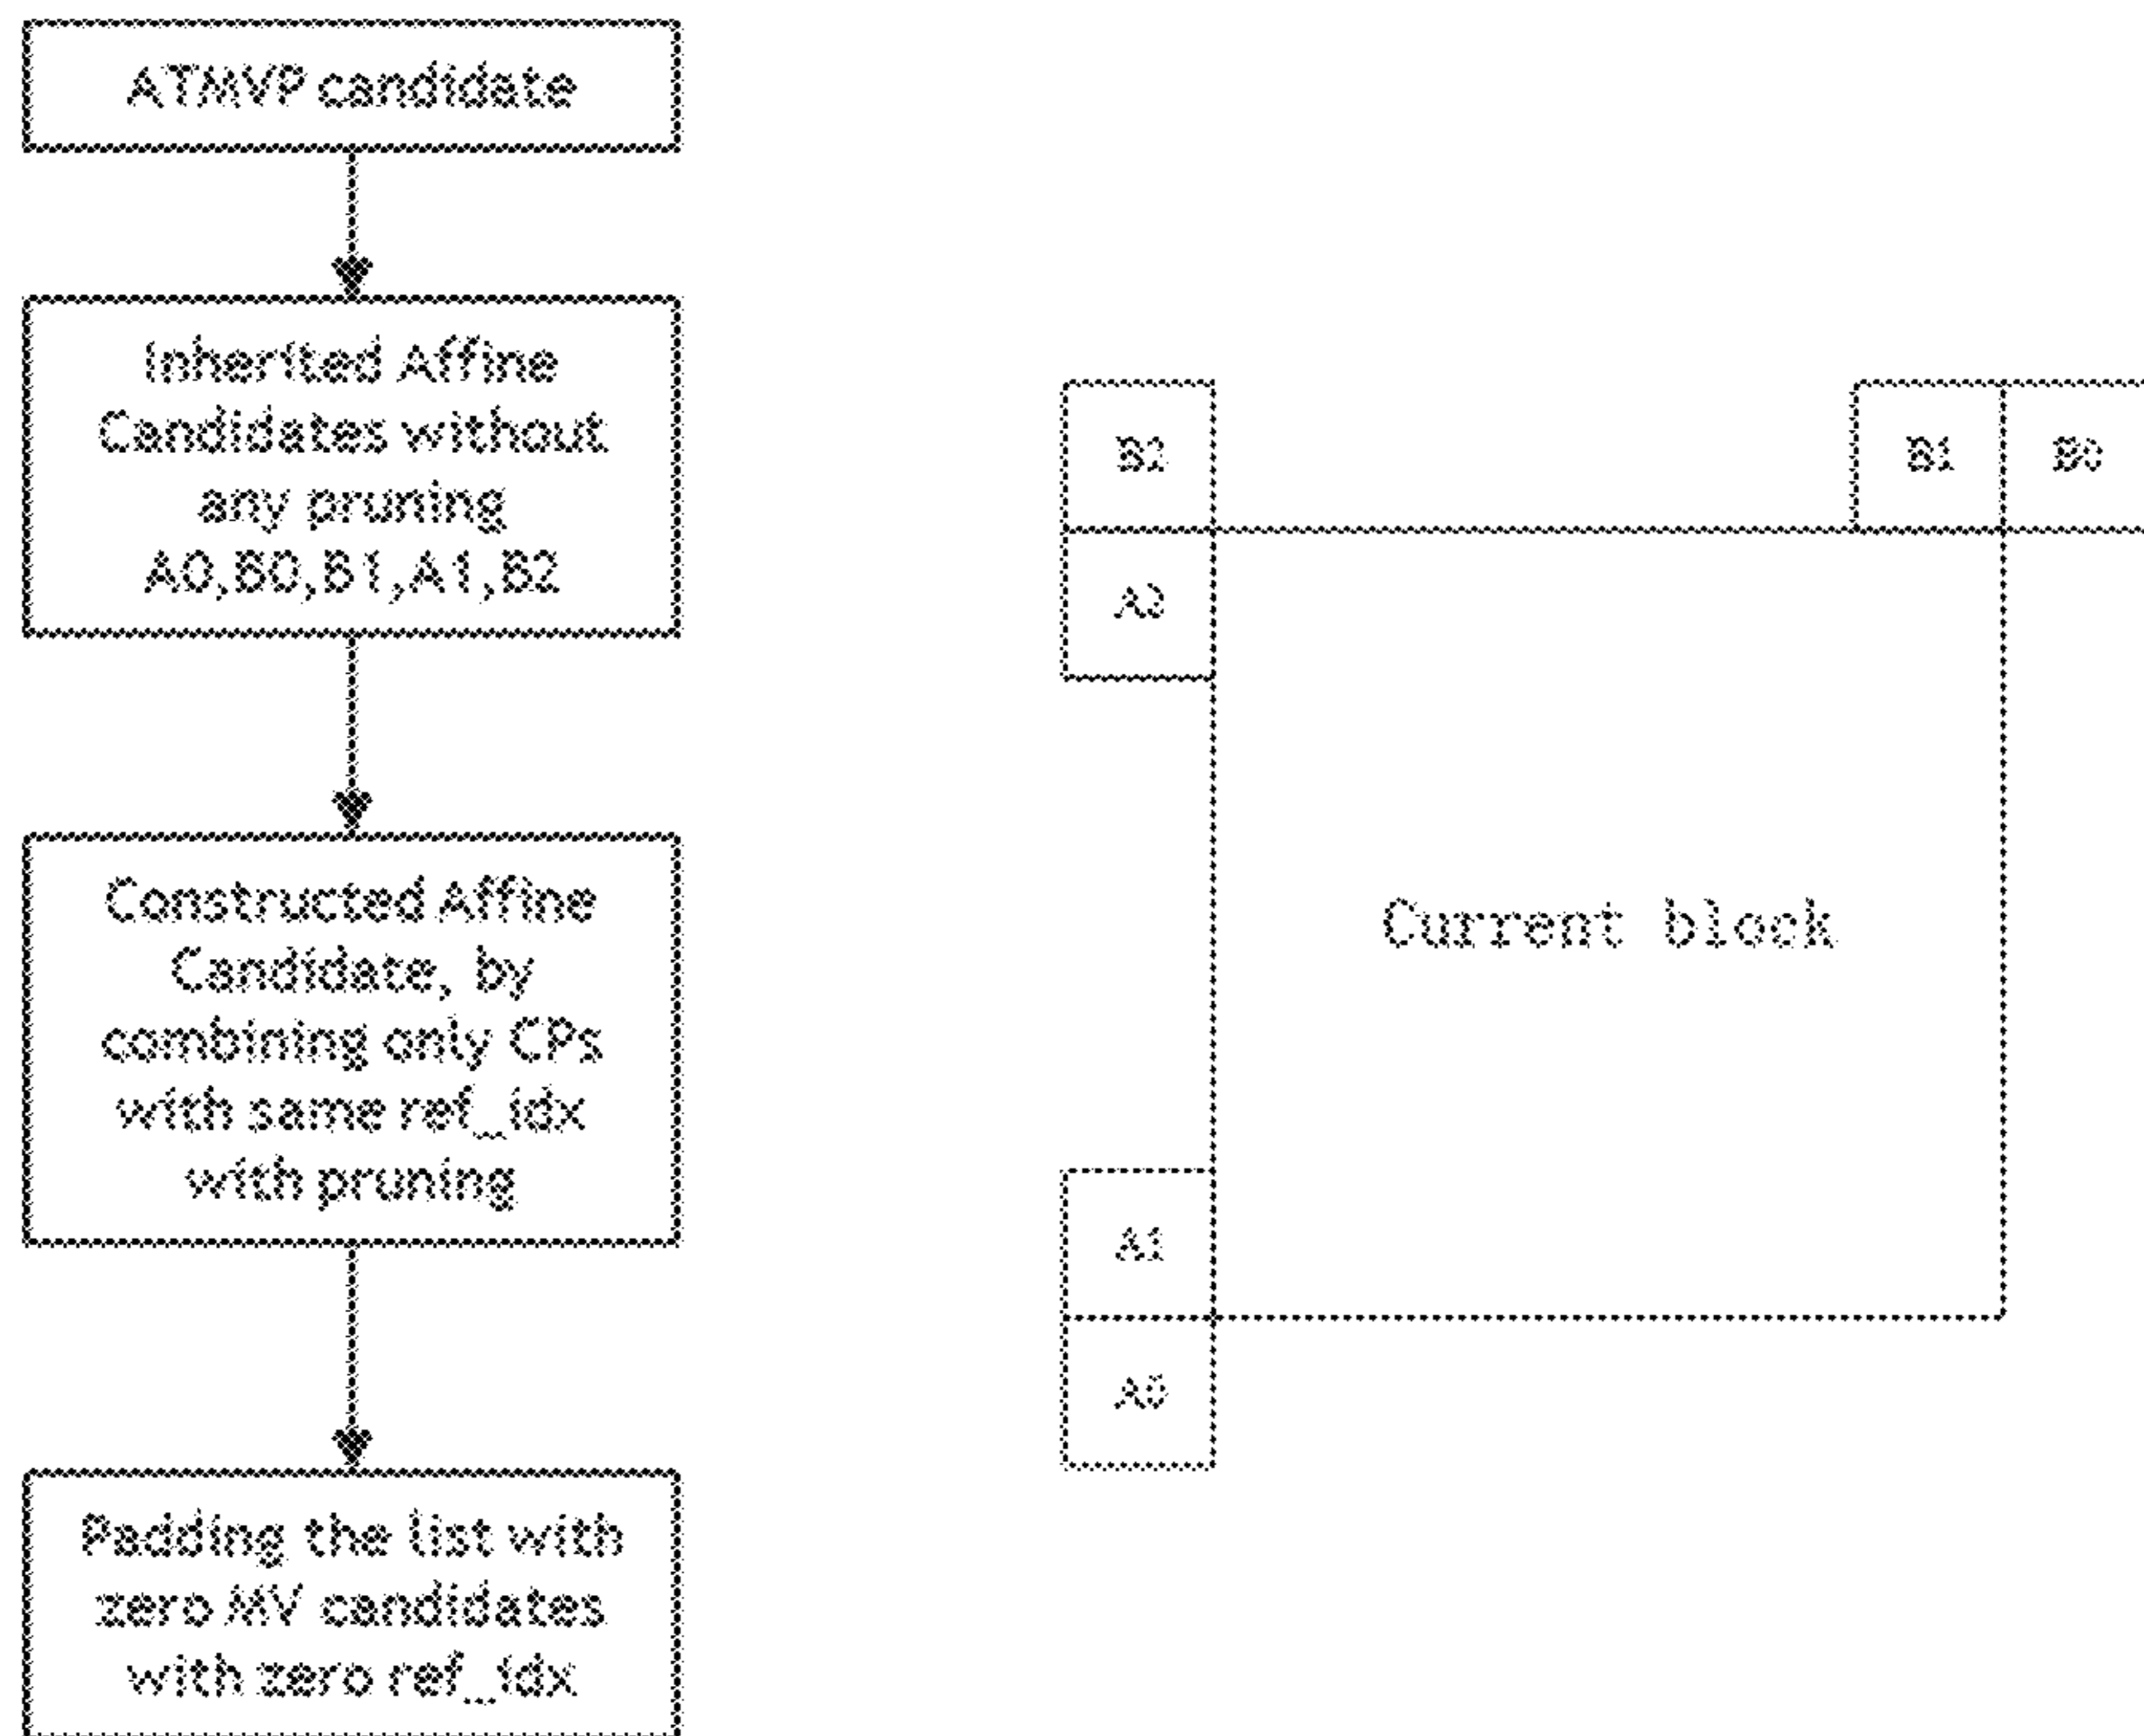 ATMVP candidate
Inherited Affine
Candidates without
any pruning
A0,B0,B1,A1,B2
Constructed Affine
Candidate, by
combining only CPs
with same ref_idx
with pruning
Padding the list with
zero MV candidates
with zero ref_idx
B2
B1
B0
A2
Current block
A1
A0